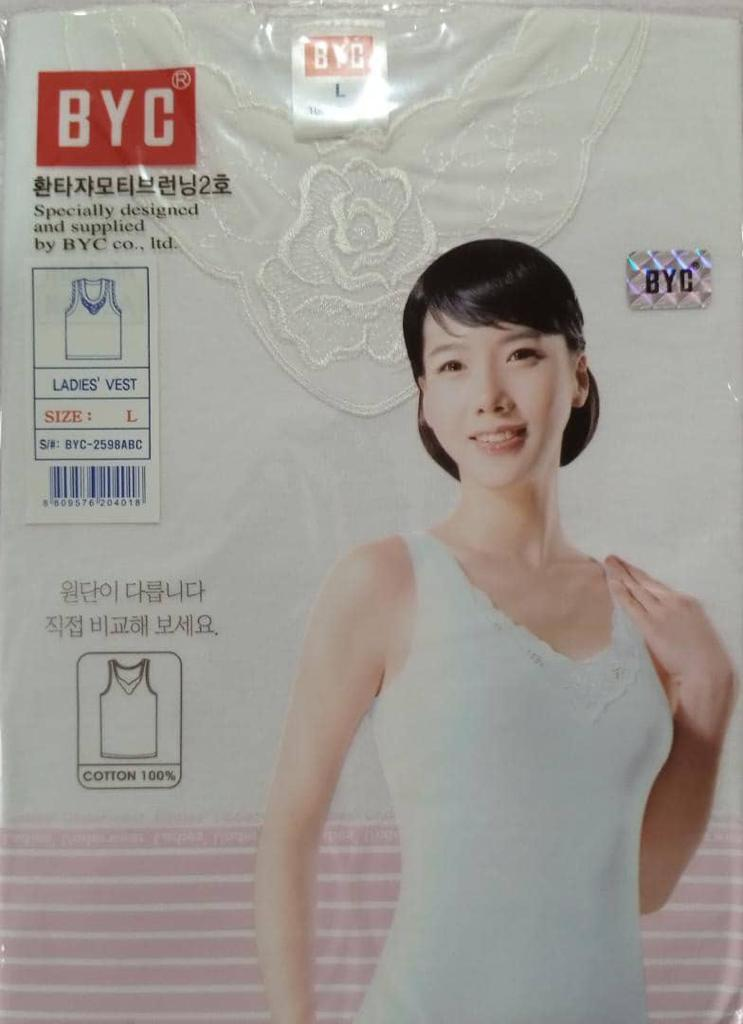 BYC
L
BYC®
환타쟈모티브런닝2호
Specially designed
and supplied
by BYC co., ltd.
BYC
LADIES' VEST
SIZE : L
S/#: BYC-2598ABC
8 809576 204018
원단이 다릅니다
직접 비교해 보세요.
COTTON 100%